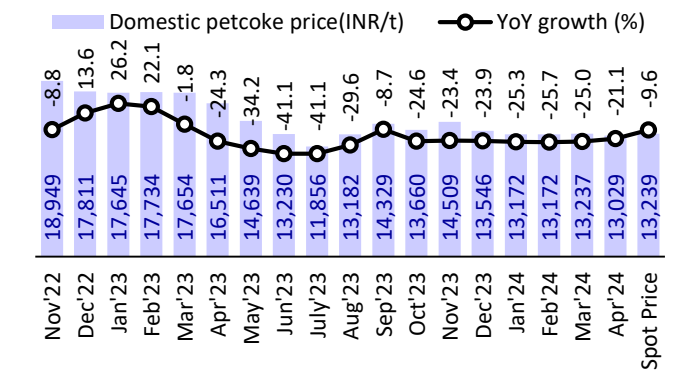 Domestic petcoke price(INR/t)
YoY growth (%)
-8.8
13.6
26.2
22.1
-1.8
-24.3
-34.2
-41.1
-41.1
-29.6
-8.7
-24.6
-23.4
-23.9
-25.3
-25.7
-25.0
-21.1
-9.6
18,949
17,811
17,645
17,734
17,654
16,511
14,639
13,230
11,856
13,182
14,329
13,660
14,509
13,546
13,172
13,172
13,237
13,029
13,239
Nov'22
Dec'22
Jan'23
Feb'23
Mar'23
Apr'23
May'23
Jun'23
July'23
Aug'23
Sep'23
Oct'23
Nov'23
Dec'23
Jan'24
Feb'24
Mar'24
Apr'24
Spot Price